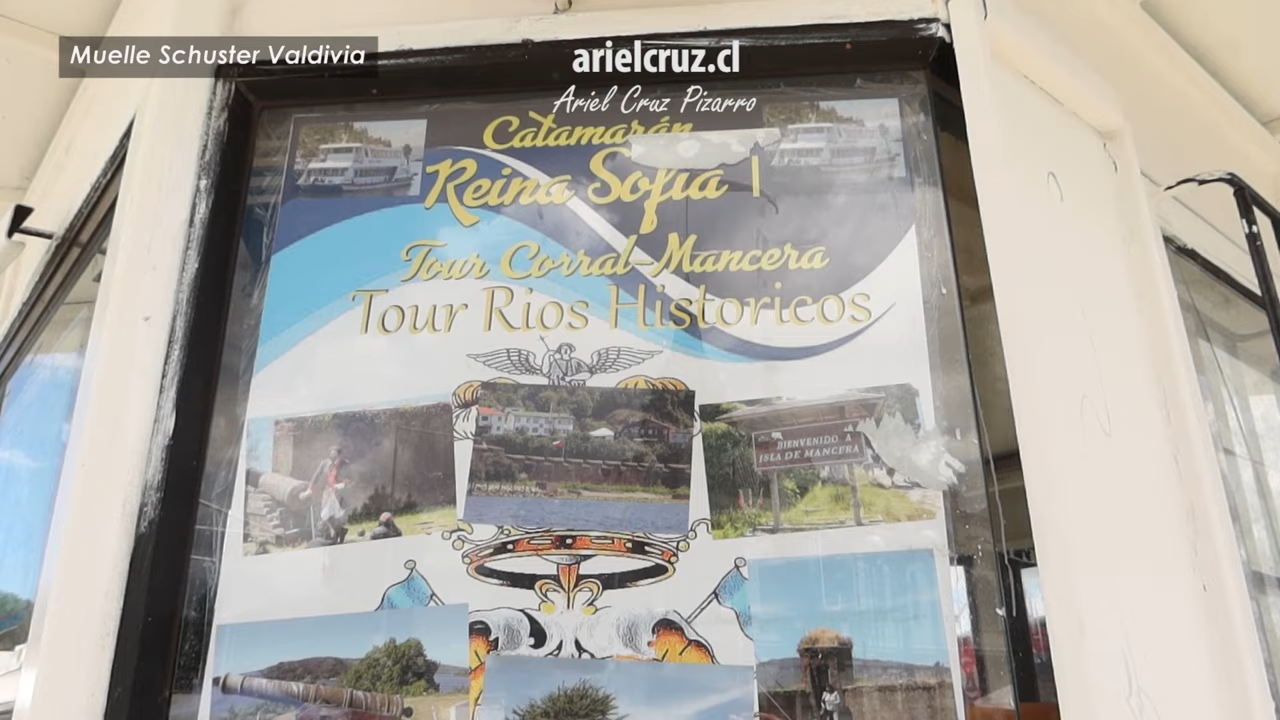 Muelle Schuster Valdivia
arielcruz.cl
Ariel Cruz Pizarro
Catamarán
Reina Sofia I
Tour Corral-Mancera
Tour Rios Historicos
BIENVENIDO A
ISLA DE MANCERA